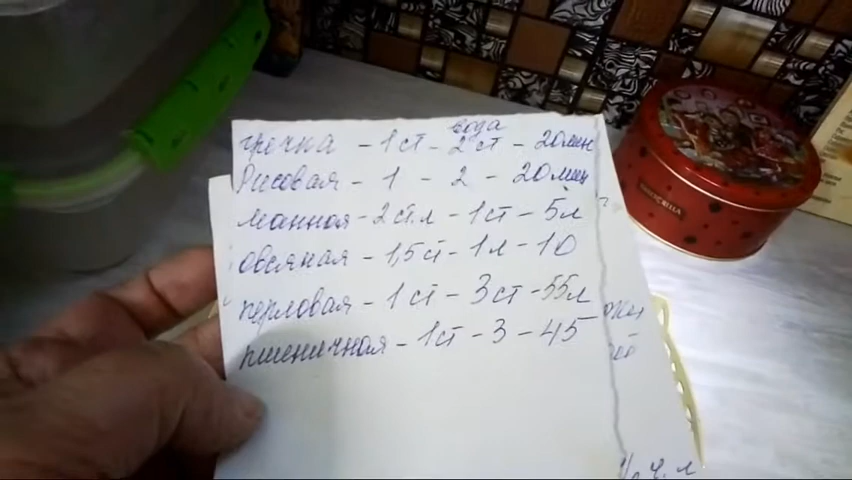 вода
гречка - 1 ст - 2 ст - 20 мин
Рисовая - 1 - 2 - 20 мин
манная - 2 ст.л - 1 ст - 5 л
овсяная - 1,5 ст - 1 л - 10
перловая - 1 ст - 3 ст - 55 л
пшеничная - 1 ст - 3 - 45